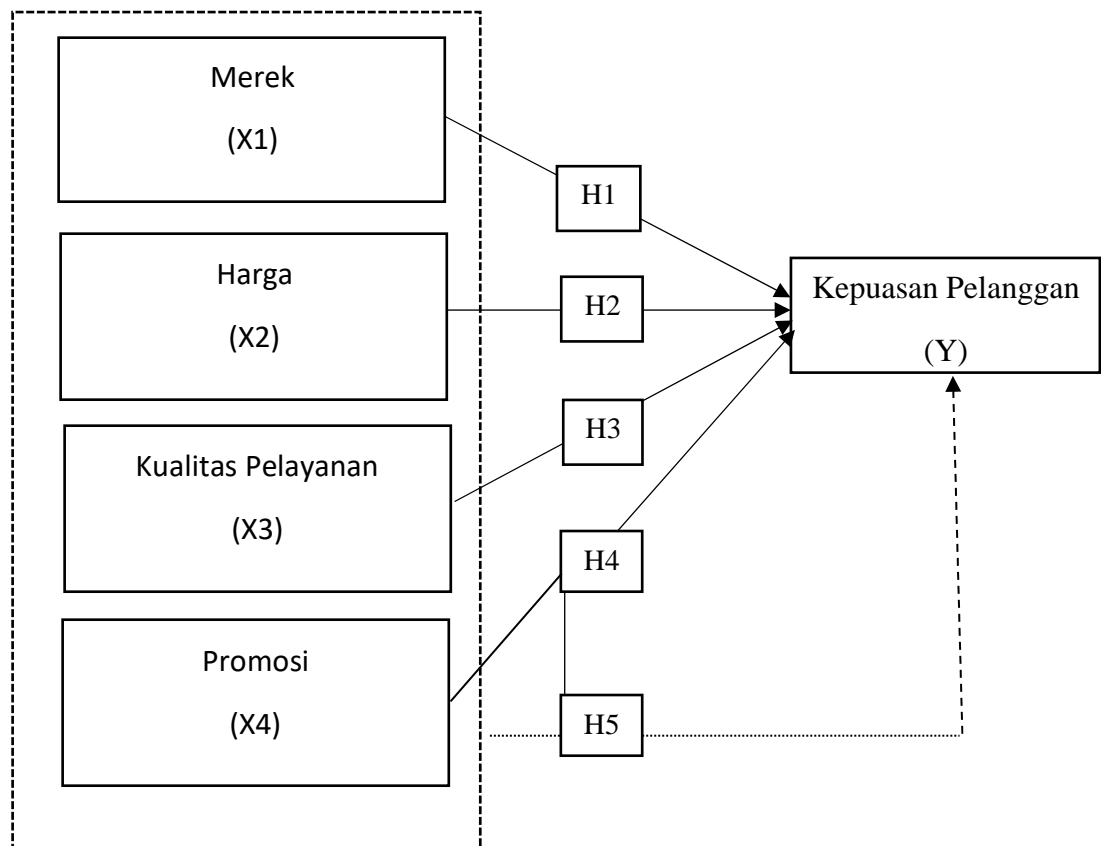 Merek
(X1)
H1
Harga
(X2)
H2
Kepuasan Pelanggan
(Y)
Kualitas Pelayanan
(X3)
H3
H4
Promosi
(X4)
H5